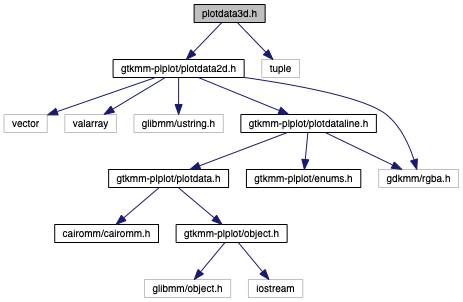 plotdata3d.h
gtkmm-plplot/plotdata2d.h
tuple
vector
valarray
glibmm/ustring.h
gtkmm-plplot/plotdataline.h
gtkmm-plplot/plotdata.h
gtkmm-plplot/enums.h
gdkmm/rgba.h
cairomm/cairomm.h
gtkmm-plplot/object.h
glibmm/object.h
iostream